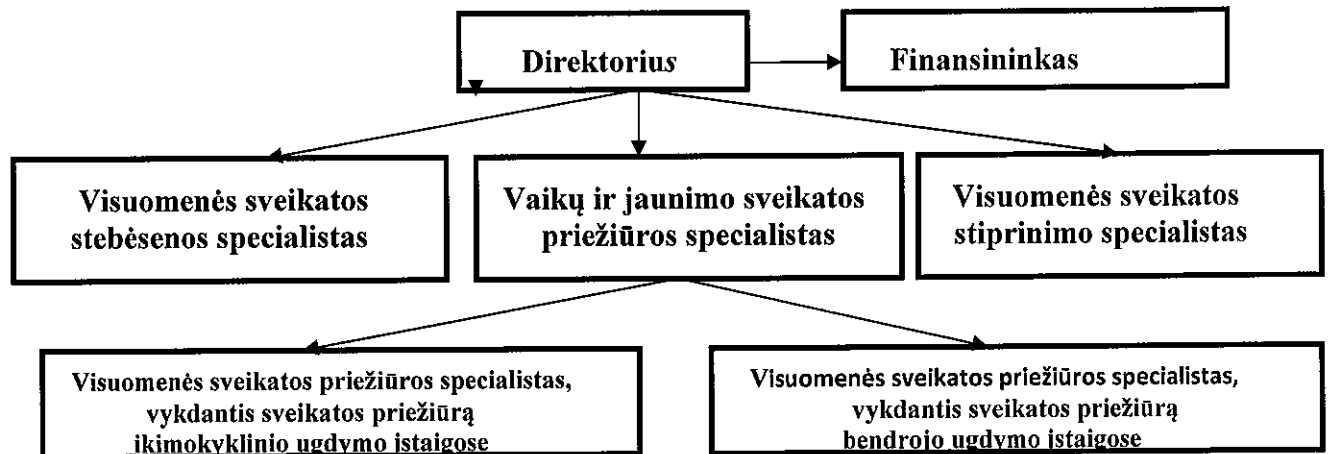 Direktorius
Finansininkas
Visuomenės sveikatos
stebėsenos specialistas
Vaikų ir jaunimo sveikatos
priežiūros specialistas
Visuomenės sveikatos
stiprinimo specialistas
Visuomenės sveikatos priežiūros specialistas,
vykdantis sveikatos priežiūrą
ikimokyklinio ugdymo įstaigose
Visuomenės sveikatos priežiūros specialistas,
vykdantis sveikatos priežiūrą
bendrojo ugdymo įstaigose